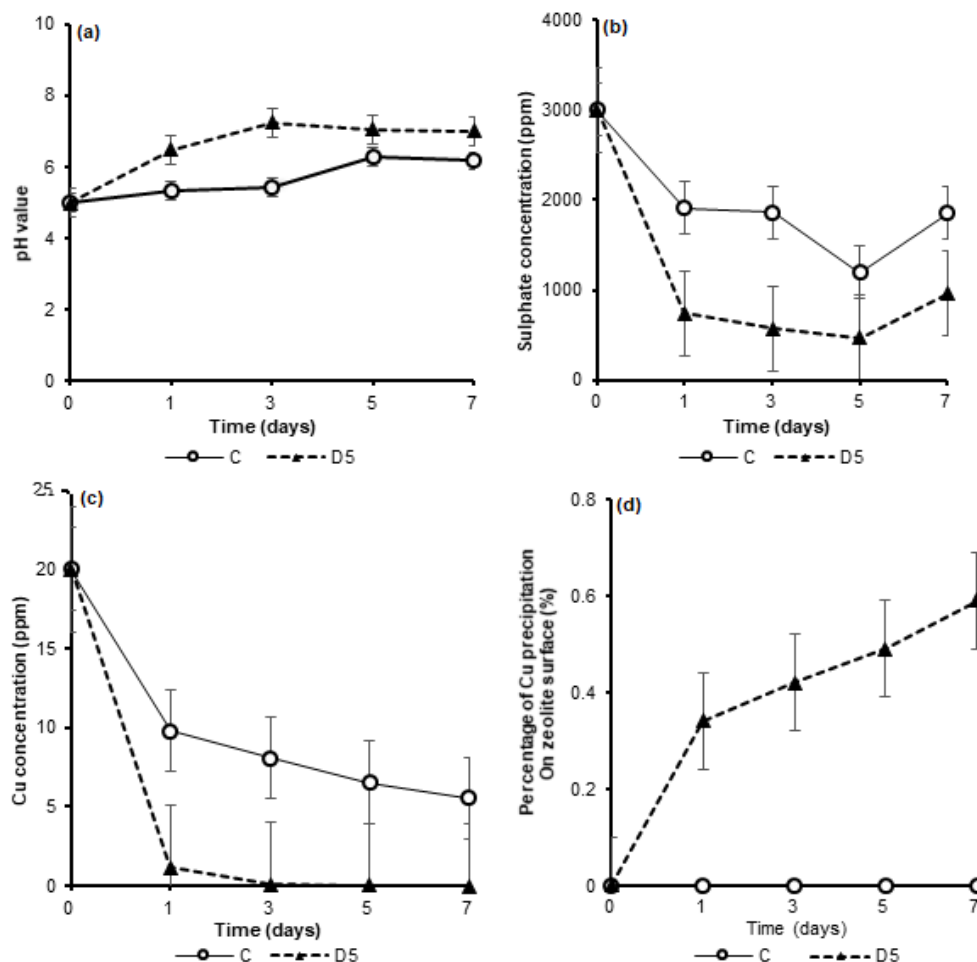 (a)
10
8
6
4
2
0
pH value
0 1 3 5 7
Time (days)
C D5
(b)
4000
3000
2000
1000
0
Sulphate concentration (ppm)
0 1 3 5 7
Time (days)
C D5
(c)
25
20
15
10
5
0
Cu concentration (ppm)
0 1 3 5 7
Time (days)
C D5
(d)
0.8
0.6
0.4
0.2
0
Percentage of Cu precipitation
On zeolite surface (%)
0 1 3 5 7
Time (days)
C D5